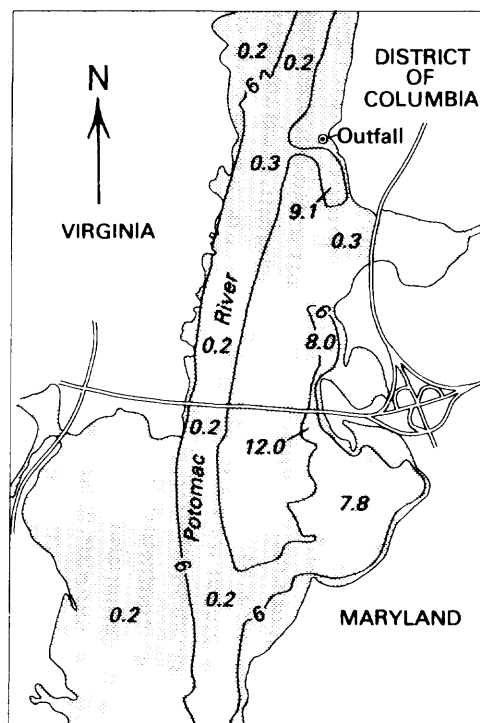 0.2
0.2
6
DISTRICT
OF
COLUMBIA
N
Outfall
0.3
9.1
VIRGINIA
0.3
River
6
8.0
0.2
0.2
12.0
Potomac
7.8
6
0.2
0.2
6
MARYLAND